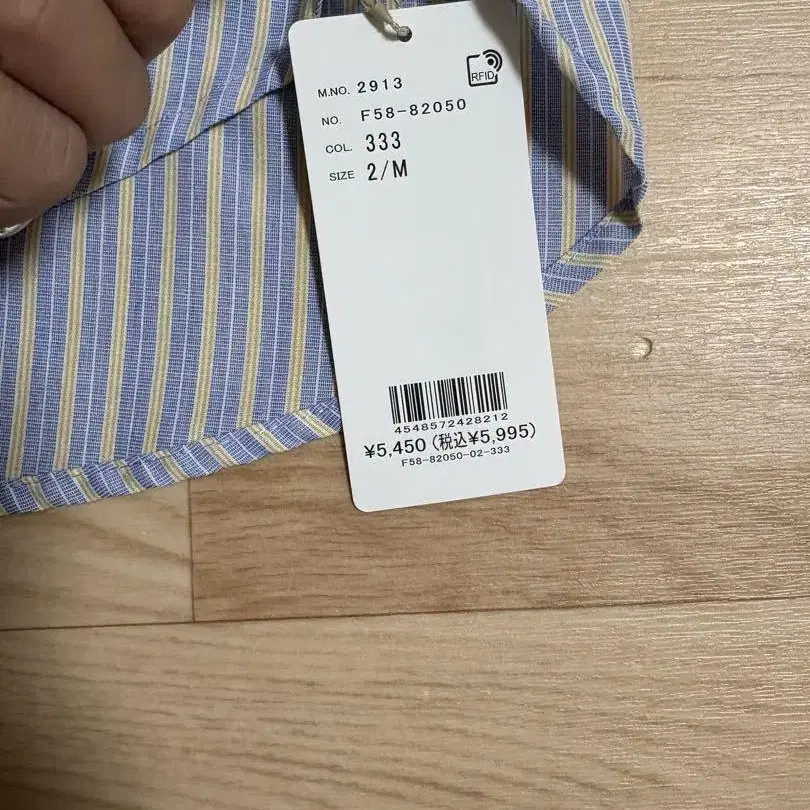 M.NO. 2913
RFID
NO. F58-82050
COL. 333
SIZE 2/M
4548572428212
¥5,450 (税込¥5,995)
F58-82050-02-333